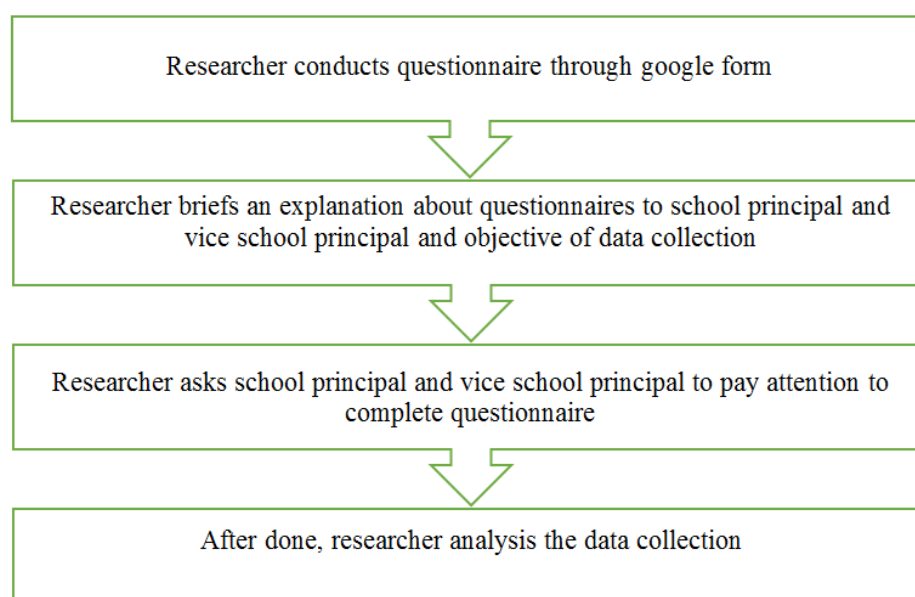 Researcher conducts questionnaire through google form
Researcher briefs an explanation about questionnaires to school principal and
vice school principal and objective of data collection
Researcher asks school principal and vice school principal to pay attention to
complete questionnaire
After done, researcher analysis the data collection